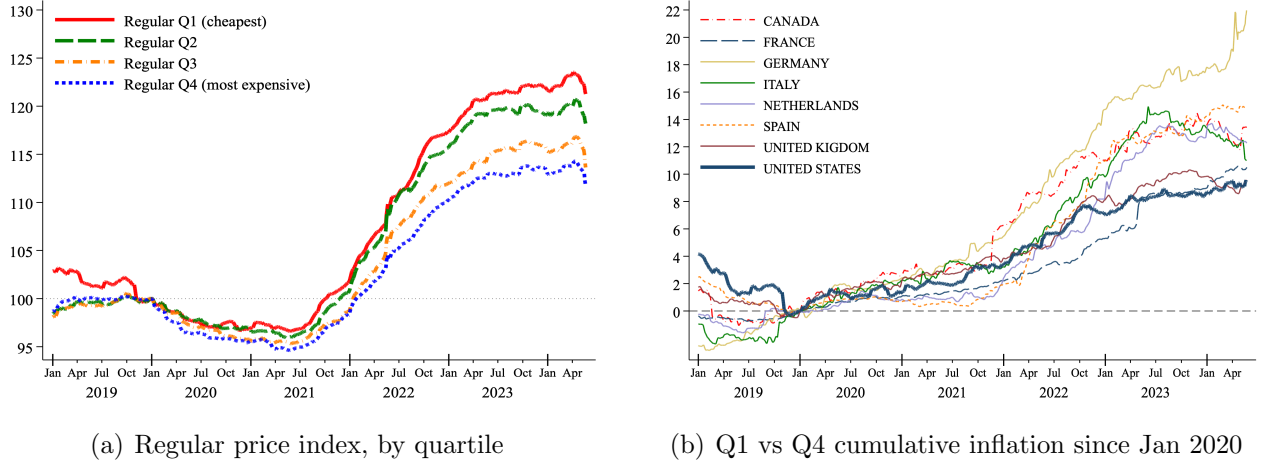 130
125
120
115
110
105
100
95
Regular Q1 (cheapest)
Regular Q2
Regular Q3
Regular Q4 (most expensive)
Jan Apr Jul Oct Jan Apr Jul Oct Jan Apr Jul Oct Jan Apr Jul Oct Jan Apr Jul Oct Jan Apr
2019 2020 2021 2022 2023
(a) Regular price index, by quartile
22
20
18
16
14
12
10
8
6
4
2
0
CANADA
FRANCE
GERMANY
ITALY
NETHERLANDS
SPAIN
UNITED KIGDOM
UNITED STATES
Jan Apr Jul Oct Jan Apr Jul Oct Jan Apr Jul Oct Jan Apr Jul Oct Jan Apr Jul Oct Jan Apr
2019 2020 2021 2022 2023
(b) Q1 vs Q4 cumulative inflation since Jan 2020